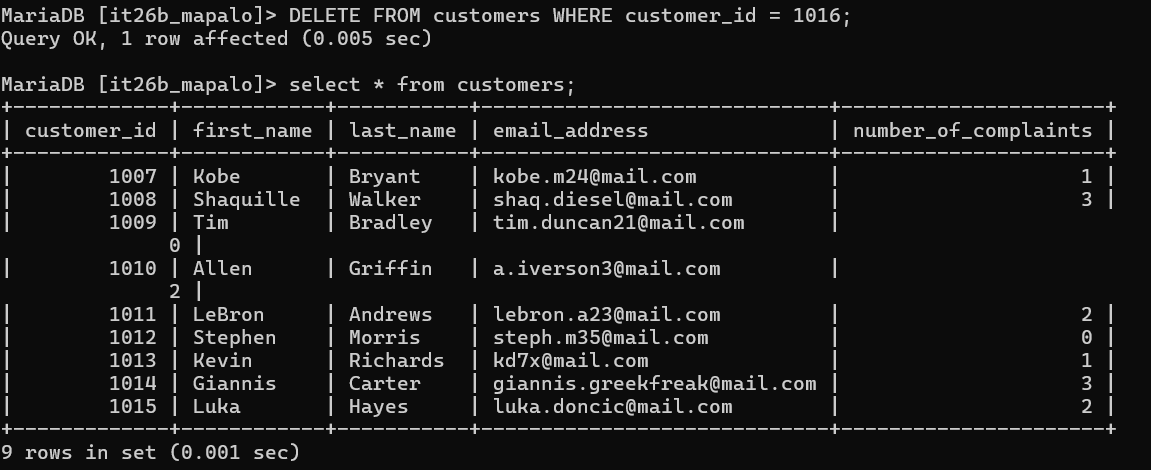 MariaDB [it26b_mapalo]> DELETE FROM customers WHERE customer_id = 1016;
Query OK, 1 row affected (0.005 sec)

MariaDB [it26b_mapalo]> select * from customers;
+-------------+------------+-----------+-----------------------------+----------------------+
| customer_id | first_name | last_name | email_address               | number_of_complaints |
+-------------+------------+-----------+-----------------------------+----------------------+
|        1007 | Kobe       | Bryant    | kobe.m24@mail.com           |                    1 |
|        1008 | Shaquille  | Walker    | shaq.diesel@mail.com        |                    3 |
|        1009 | Tim        | Bradley   | tim.duncan21@mail.com       |
              0 |
|        1010 | Allen      | Griffin   | a.iverson3@mail.com         |
              2 |
|        1011 | LeBron     | Andrews   | lebron.a23@mail.com         |                    2 |
|        1012 | Stephen    | Morris    | steph.m35@mail.com          |                    0 |
|        1013 | Kevin      | Richards  | kd7x@mail.com               |                    1 |
|        1014 | Giannis    | Carter    | giannis.greekfreak@mail.com |                    3 |
|        1015 | Luka       | Hayes     | luka.doncic@mail.com        |                    2 |
+-------------+------------+-----------+-----------------------------+----------------------+
9 rows in set (0.001 sec)